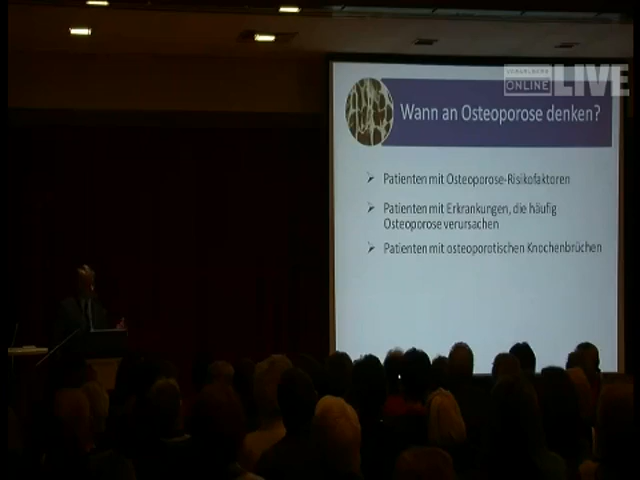 VORARLBERG
ONLINE
LIVE
Wann an Osteoporose denken?
Patienten mit Osteoporose-Risikofaktoren
Patienten mit Erkrankungen, die häufig
Osteoporose verursachen
Patienten mit osteoporotischen Knochenbrüchen